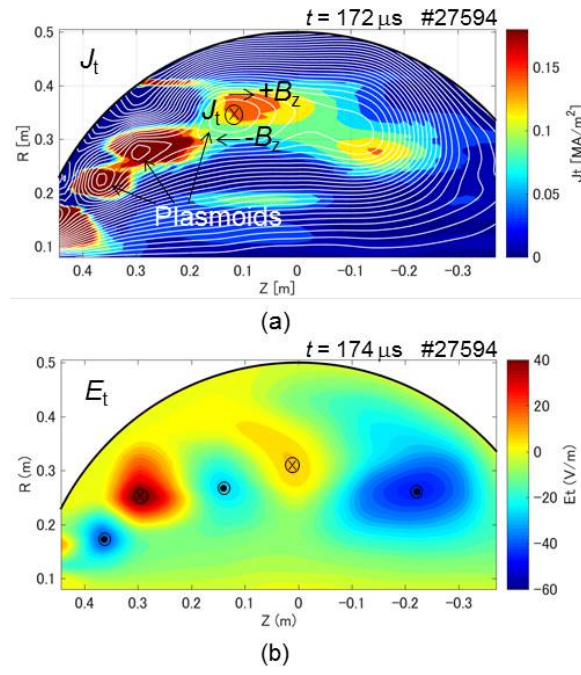 t = 172 μs #27594
0.5
0.4
0.3
0.2
0.1
R [m]
Jt
+Bz
Jt
-Bz
Plasmoids
0.4 0.3 0.2 0.1 0 -0.1 -0.2 -0.3
Z [m]
0.15
0.1
0.05
0
Jt [MA/m²]
(a)
t = 174 μs #27594
0.5
0.4
0.3
0.2
0.1
R (m)
Et
0.4 0.3 0.2 0.1 0 -0.1 -0.2 -0.3
Z (m)
40
20
0
-20
-40
-60
Et (V/m)
(b)